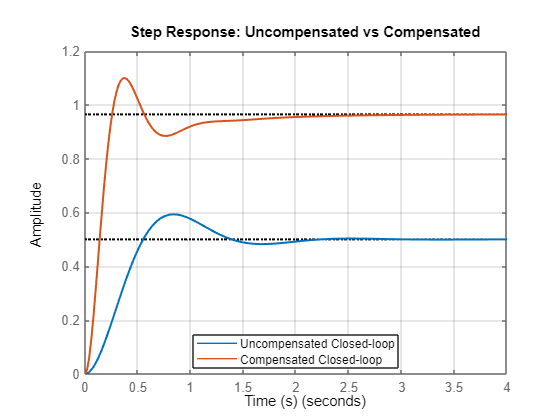 Step Response: Uncompensated vs Compensated
1.2
1
0.8
0.6
0.4
0.2
0
Amplitude
Uncompensated Closed-loop
Compensated Closed-loop
0 0.5 1 1.5 2 2.5 3 3.5 4
Time (s) (seconds)